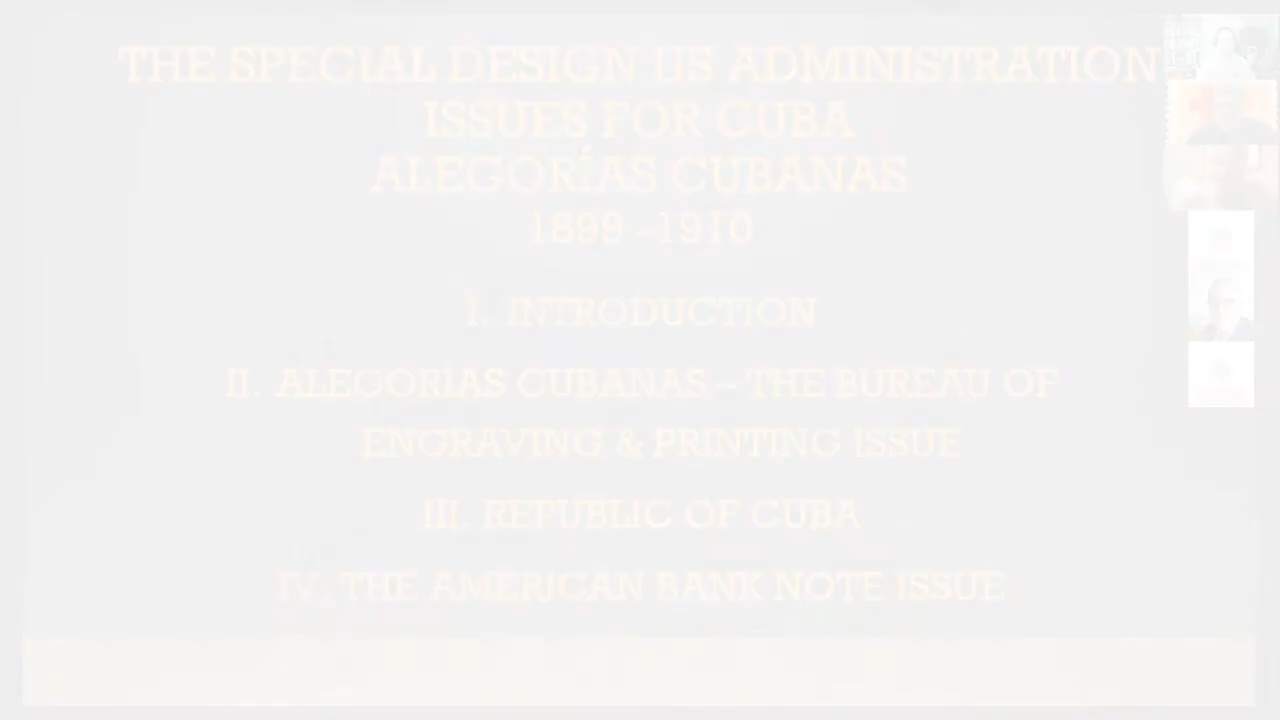 THE SPECIAL DESIGN US ADMINISTRATION
ISSUES FOR CUBA
ALEGORÍAS CUBANAS
1899 -1910
I. INTRODUCTION
II. ALEGORÍAS CUBANAS – THE BUREAU OF
ENGRAVING & PRINTING ISSUE
III. REPUBLIC OF CUBA
IV. THE AMERICAN BANK NOTE ISSUE